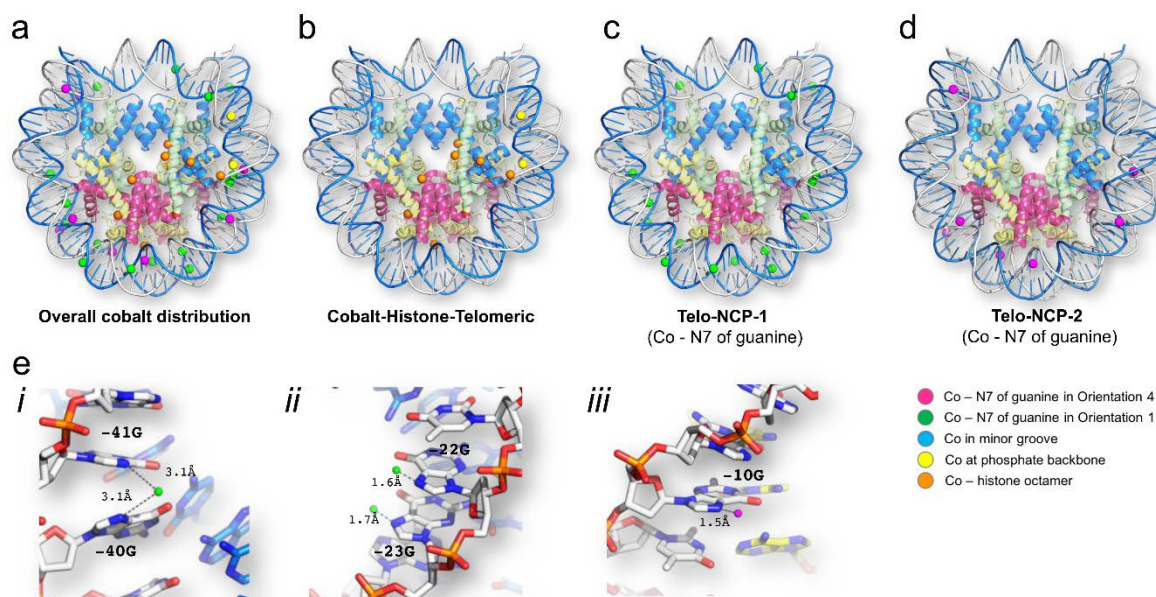 a
b
c
d
Overall cobalt distribution
Cobalt-Histone-Telomeric
Telo-NCP-1
(Co - N7 of guanine)
Telo-NCP-2
(Co - N7 of guanine)
e
i
-41G
3.1Å
3.1Å
-40G
ii
-22G
1.6Å
1.7Å
-23G
iii
-10G
1.5Å
Co – N7 of guanine in Orientation 4
Co – N7 of guanine in Orientation 1
Co in minor groove
Co at phosphate backbone
Co – histone octamer